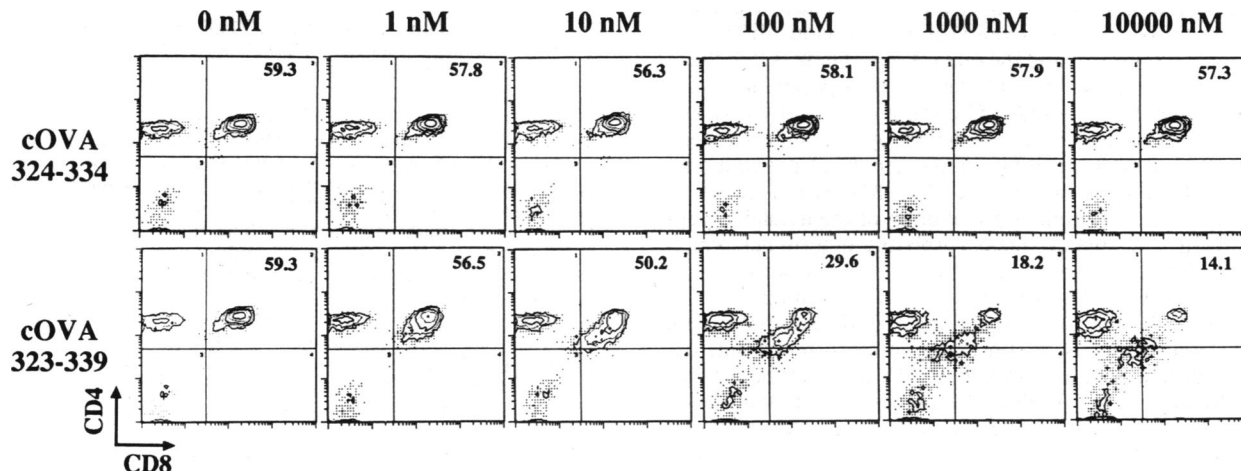 0 nM 1 nM 10 nM 100 nM 1000 nM 10000 nM
cOVA
324-334
59.3 57.8 56.3 58.1 57.9 57.3
cOVA
323-339
59.3 56.5 50.2 29.6 18.2 14.1
CD4
CD8